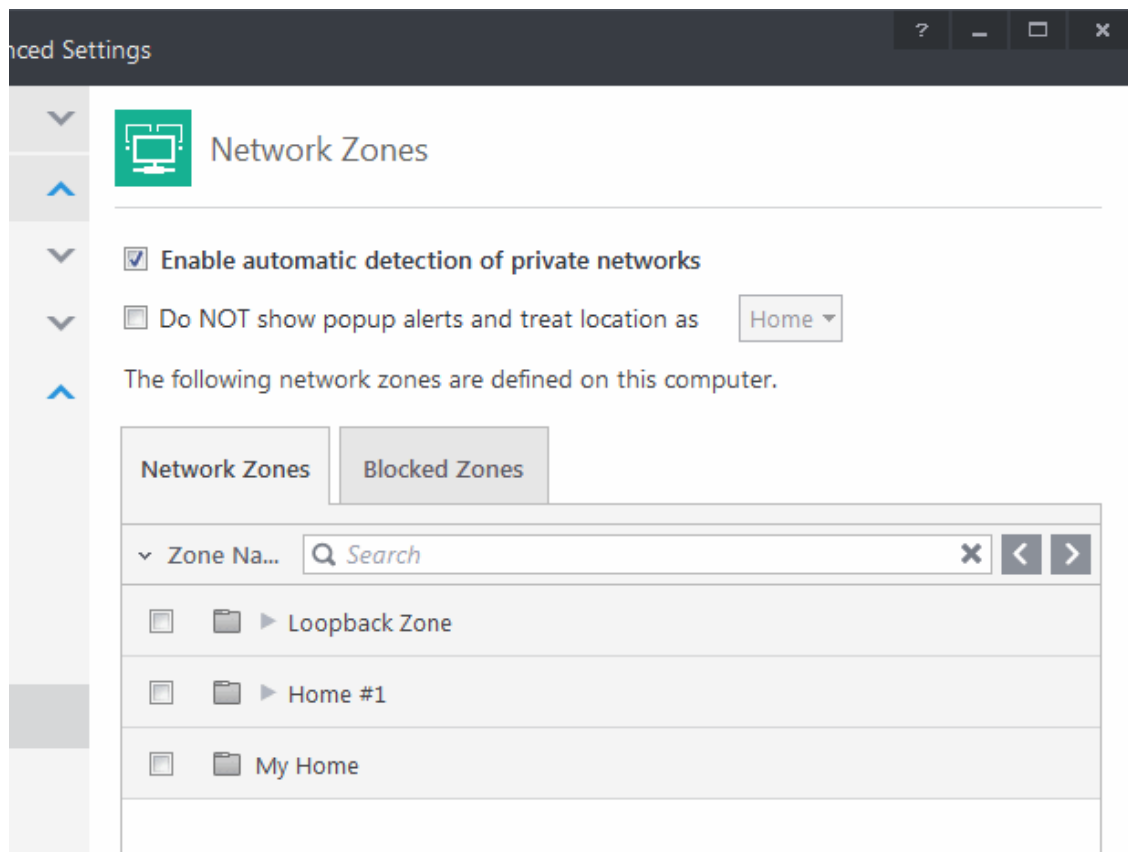 nced Settings
?
Network Zones
Enable automatic detection of private networks
Do NOT show popup alerts and treat location as Home
The following network zones are defined on this computer.
Network Zones Blocked Zones
Zone Na... Search
Loopback Zone
Home #1
My Home